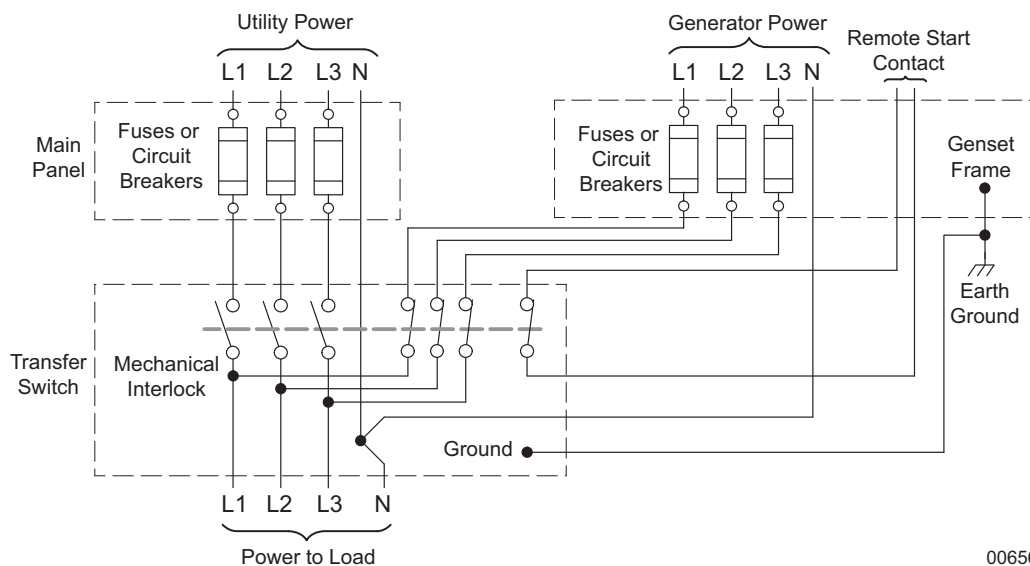 Utility Power
L1 L2 L3 N
Generator Power
L1 L2 L3 N
Remote Start
Contact
Main
Panel
Fuses or
Circuit
Breakers
Fuses or
Circuit
Breakers
Genset
Frame
Earth
Ground
Transfer
Switch
Mechanical
Interlock
Ground
L1 L2 L3 N
Power to Load